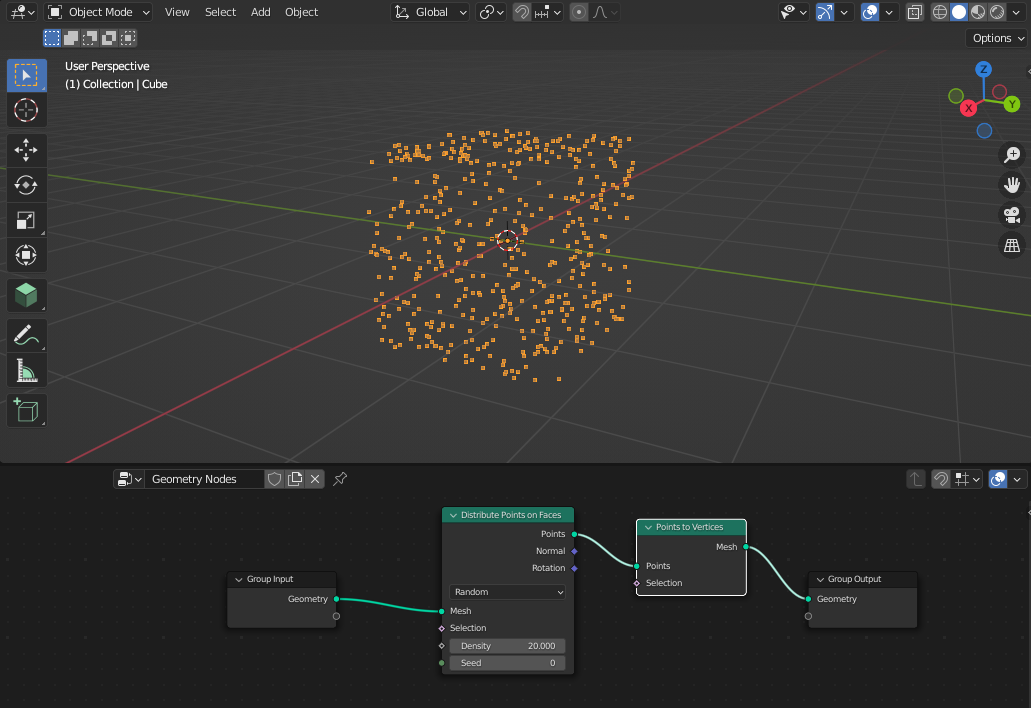 Object Mode View Select Add Object Global
Options
User Perspective
(1) Collection | Cube
Z
Y
X
Geometry Nodes
Distribute Points on Faces
Points
Normal
Rotation
Random
Mesh
Selection
Density 20.000
Seed 0
Points to Vertices
Mesh
Points
Selection
Group Input
Geometry
Group Output
Geometry